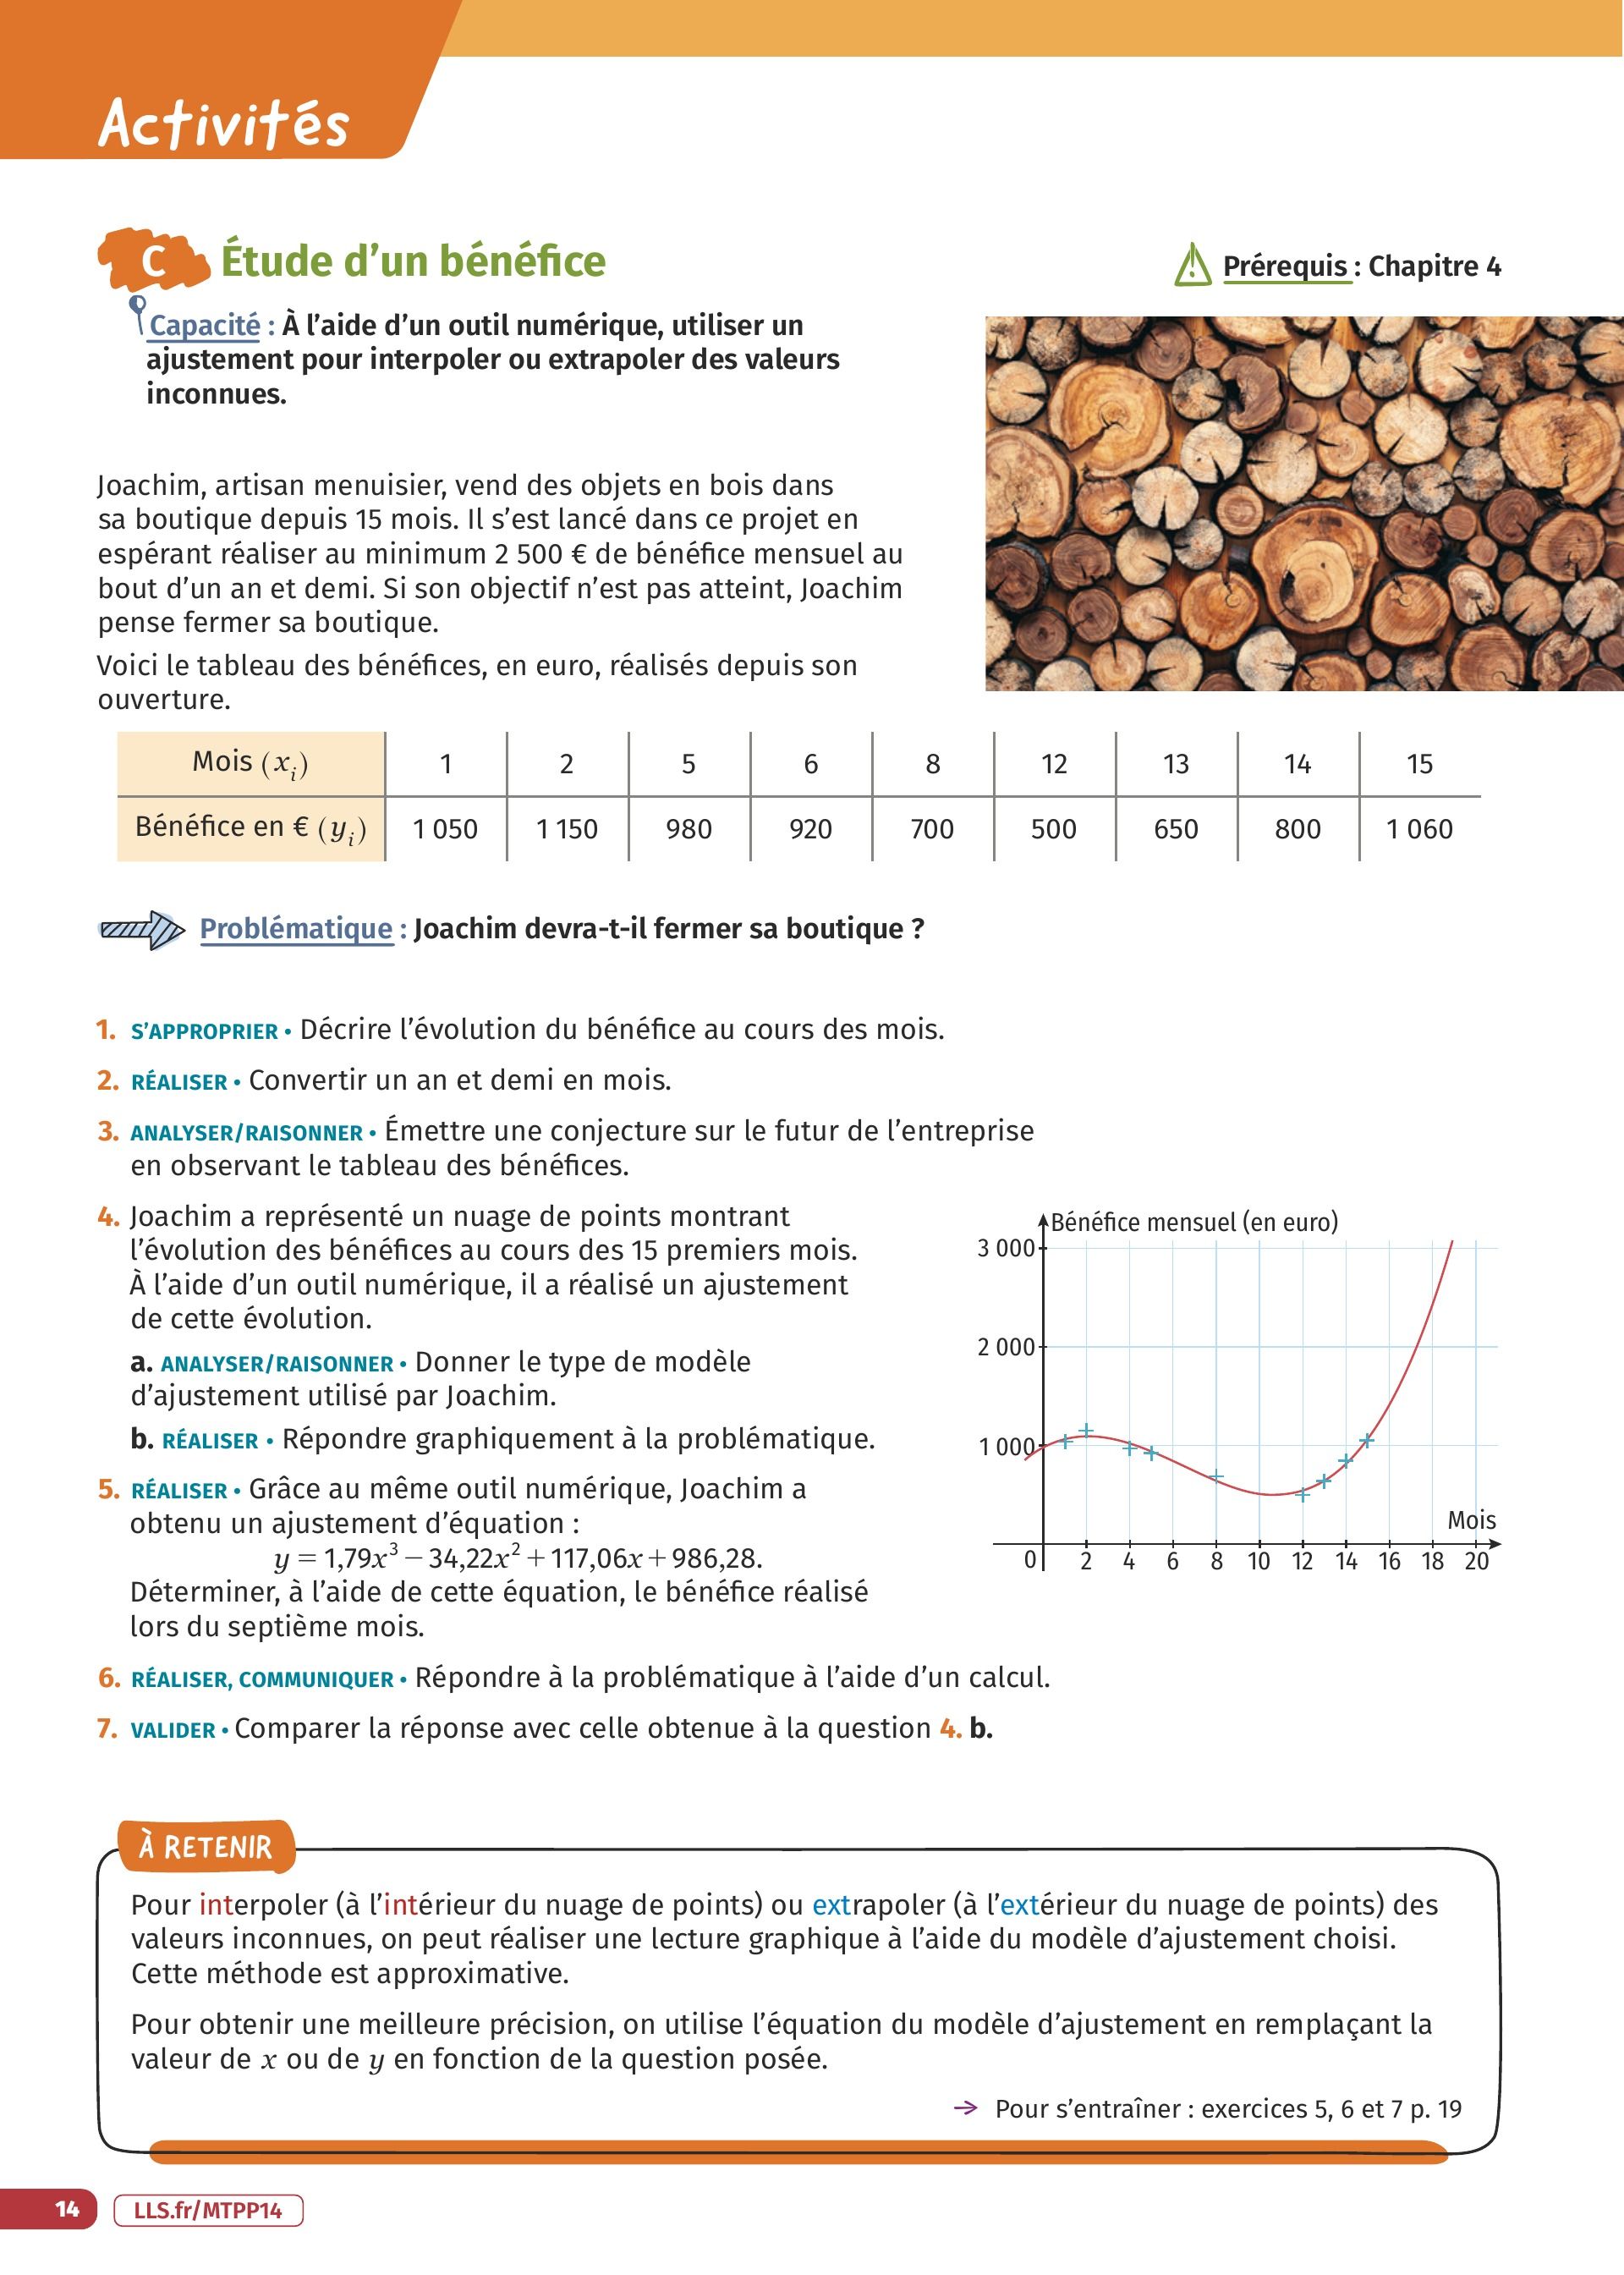 Activités
C Étude d’un bénéfice
Prérequis : Chapitre 4
Capacité : À l’aide d’un outil numérique, utiliser un
ajustement pour interpoler ou extrapoler des valeurs
inconnues.
Joachim, artisan menuisier, vend des objets en bois dans
sa boutique depuis 15 mois. Il s’est lancé dans ce projet en
espérant réaliser au minimum 2 500 € de bénéfice mensuel au
bout d’un an et demi. Si son objectif n’est pas atteint, Joachim
pense fermer sa boutique.
Voici le tableau des bénéfices, en euro, réalisés depuis son
ouverture.
Mois (xᵢ) 1 2 5 6 8 12 13 14 15
Bénéfice en € (yᵢ) 1 050 1 150 980 920 700 500 650 800 1 060
Problématique : Joachim devra-t-il fermer sa boutique ?
1. S’APPROPRIER • Décrire l’évolution du bénéfice au cours des mois.
2. RÉALISER • Convertir un an et demi en mois.
3. ANALYSER/RAISONNER • Émettre une conjecture sur le futur de l’entreprise
en observant le tableau des bénéfices.
4. Joachim a représenté un nuage de points montrant
l’évolution des bénéfices au cours des 15 premiers mois.
À l’aide d’un outil numérique, il a réalisé un ajustement
de cette évolution.
a. ANALYSER/RAISONNER • Donner le type de modèle
d’ajustement utilisé par Joachim.
b. RÉALISER • Répondre graphiquement à la problématique.
5. RÉALISER • Grâce au même outil numérique, Joachim a
obtenu un ajustement d’équation :
y = 1,79x³ − 34,22x² + 117,06x + 986,28.
Déterminer, à l’aide de cette équation, le bénéfice réalisé
lors du septième mois.
Bénéfice mensuel (en euro)
3 000
2 000
1 000
Mois
0 2 4 6 8 10 12 14 16 18 20
6. RÉALISER, COMMUNIQUER • Répondre à la problématique à l’aide d’un calcul.
7. VALIDER • Comparer la réponse avec celle obtenue à la question 4. b.
À RETENIR
Pour interpoler (à l’intérieur du nuage de points) ou extrapoler (à l’extérieur du nuage de points) des
valeurs inconnues, on peut réaliser une lecture graphique à l’aide du modèle d’ajustement choisi.
Cette méthode est approximative.
Pour obtenir une meilleure précision, on utilise l’équation du modèle d’ajustement en remplaçant la
valeur de x ou de y en fonction de la question posée.
→ Pour s’entraîner : exercices 5, 6 et 7 p. 19
14 LLS.fr/MTPP14